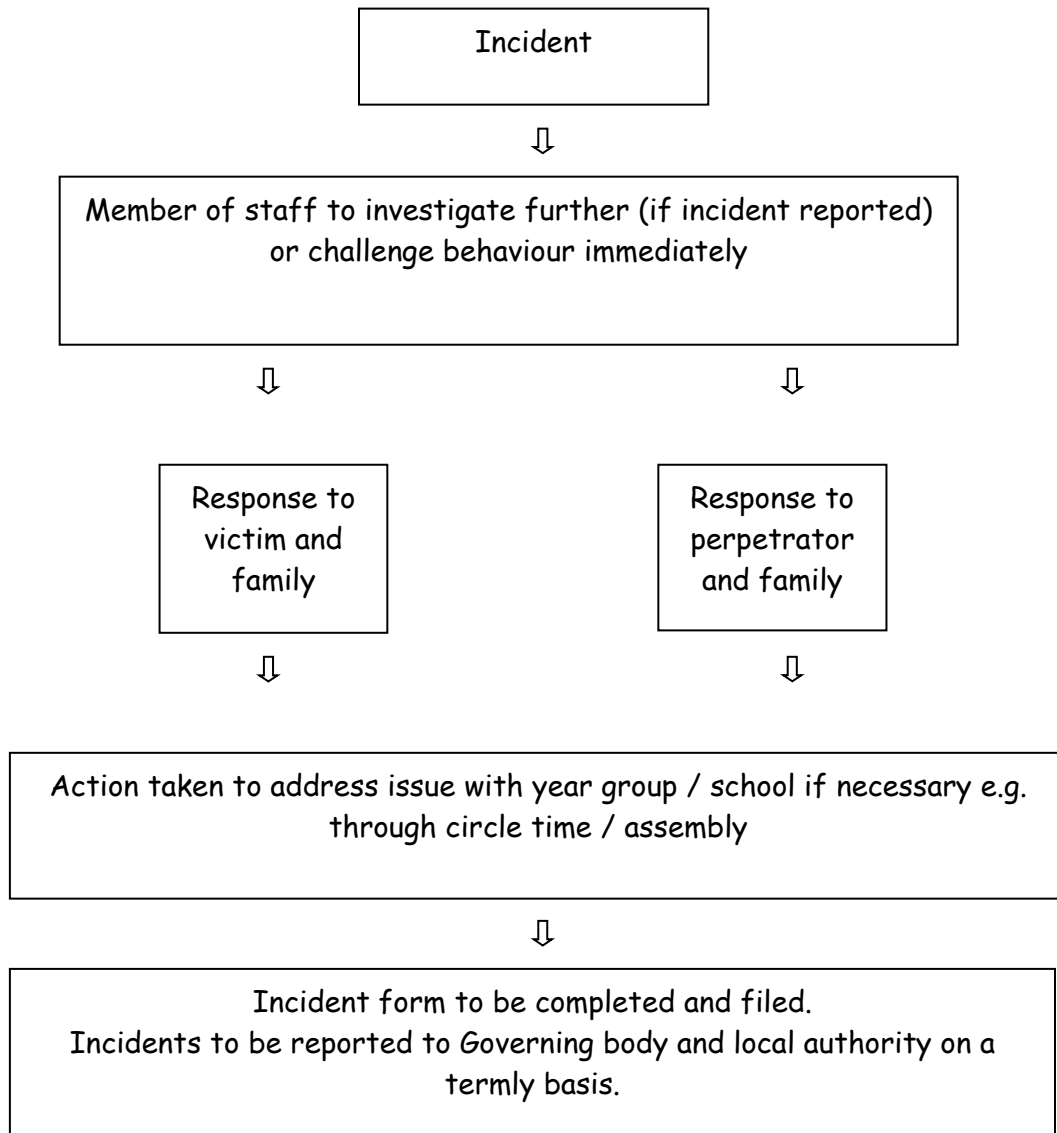 Incident
Member of staff to investigate further (if incident reported)
or challenge behaviour immediately
Response to
victim and
family
Response to
perpetrator
and family
Action taken to address issue with year group / school if necessary e.g.
through circle time / assembly
Incident form to be completed and filed.
Incidents to be reported to Governing body and local authority on a
termly basis.